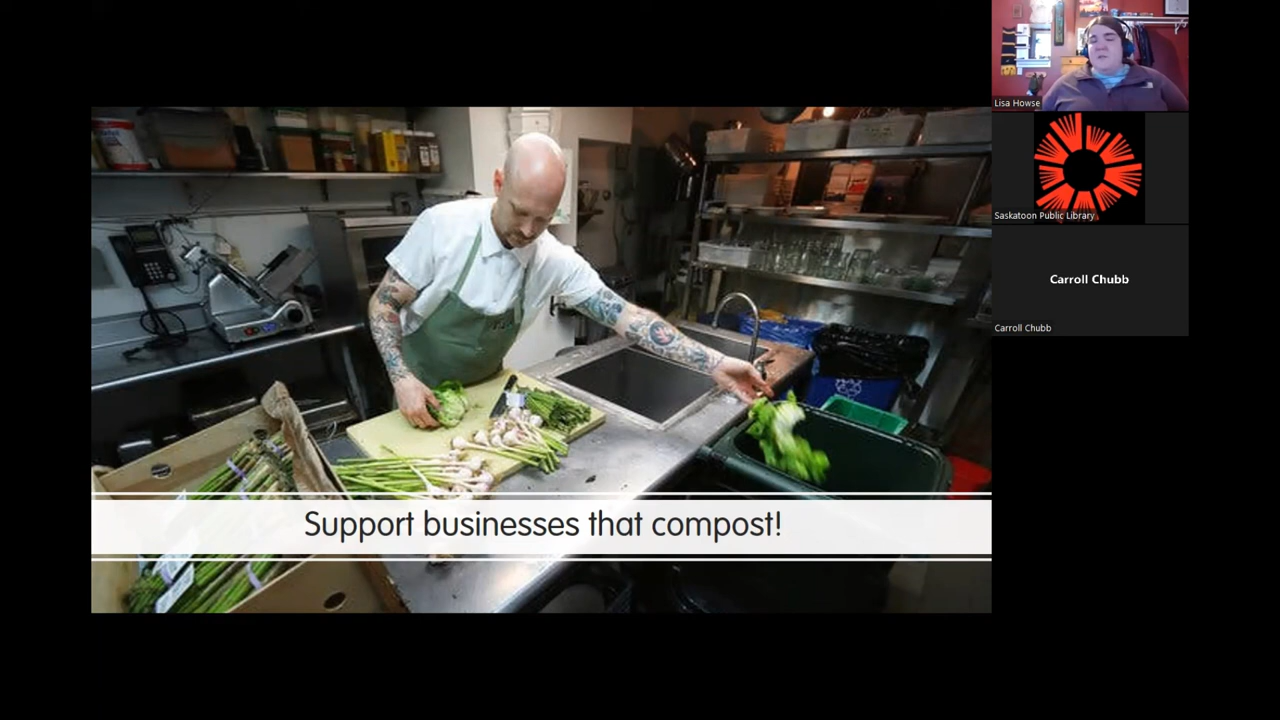 Support businesses that compost!
Lisa Howse
Saskatoon Public Library
Carroll Chubb
Carroll Chubb